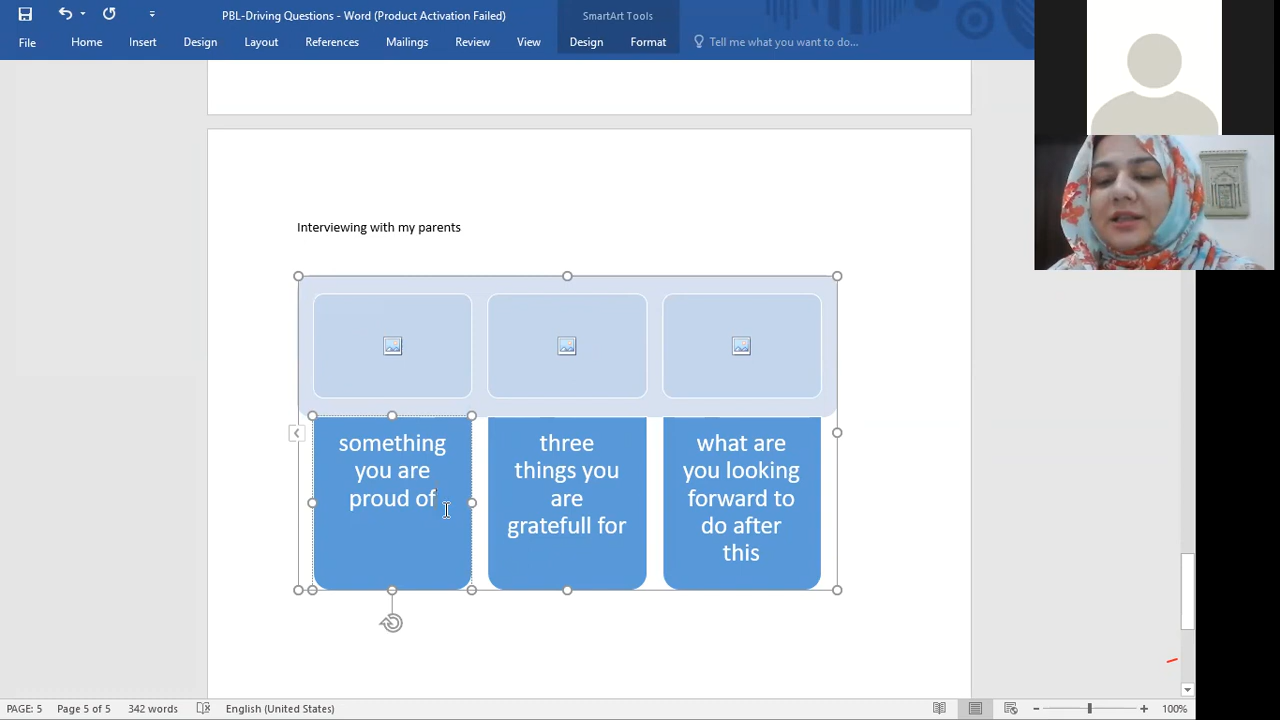 PBL-Driving Questions - Word (Product Activation Failed)
SmartArt Tools
File
Home
Insert
Design
Layout
References
Mailings
Review
View
Design
Format
Tell me what you want to do...
Interviewing with my parents
something
you are
proud of
three
things you
are
gratefull for
what are
you looking
forward to
do after
this
PAGE: 5
Page 5 of 5
342 words
English (United States)
100%